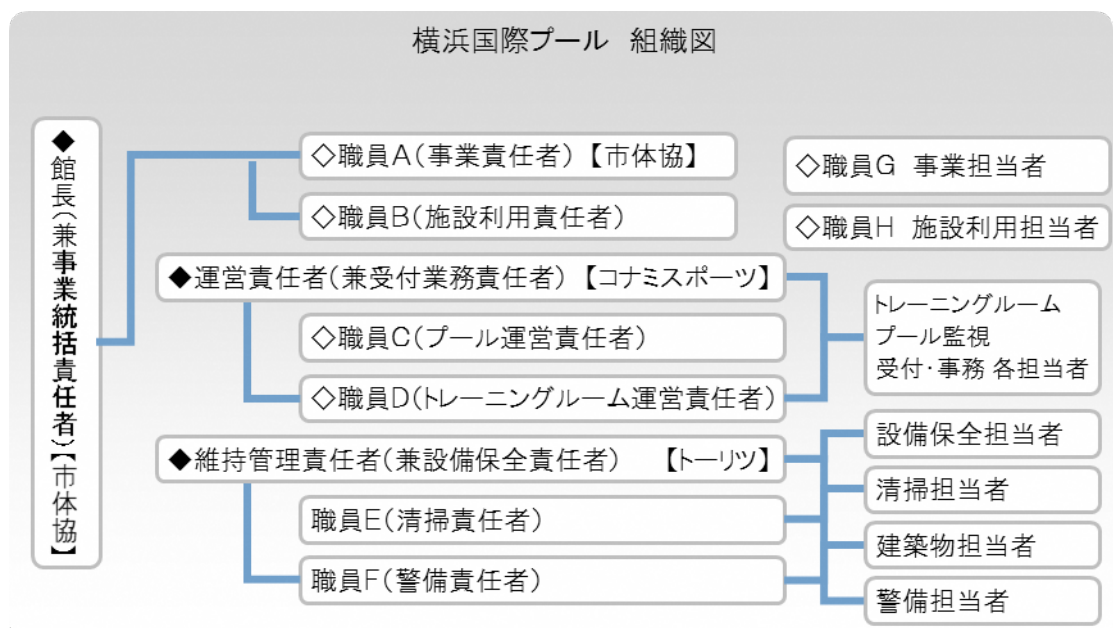 横浜国際プール 組織図
◆館長(兼事業統括責任者)【市体協】
◇職員A(事業責任者)【市体協】
◇職員B(施設利用責任者)
◇職員G 事業担当者
◇職員H 施設利用担当者
◆運営責任者(兼受付業務責任者)【コナミスポーツ】
◇職員C(プール運営責任者)
◇職員D(トレーニングルーム運営責任者)
トレーニングルーム
プール監視
受付・事務 各担当者
◆維持管理責任者(兼設備保全責任者) 【トーリツ】
職員E(清掃責任者)
職員F(警備責任者)
設備保全担当者
清掃担当者
建築物担当者
警備担当者